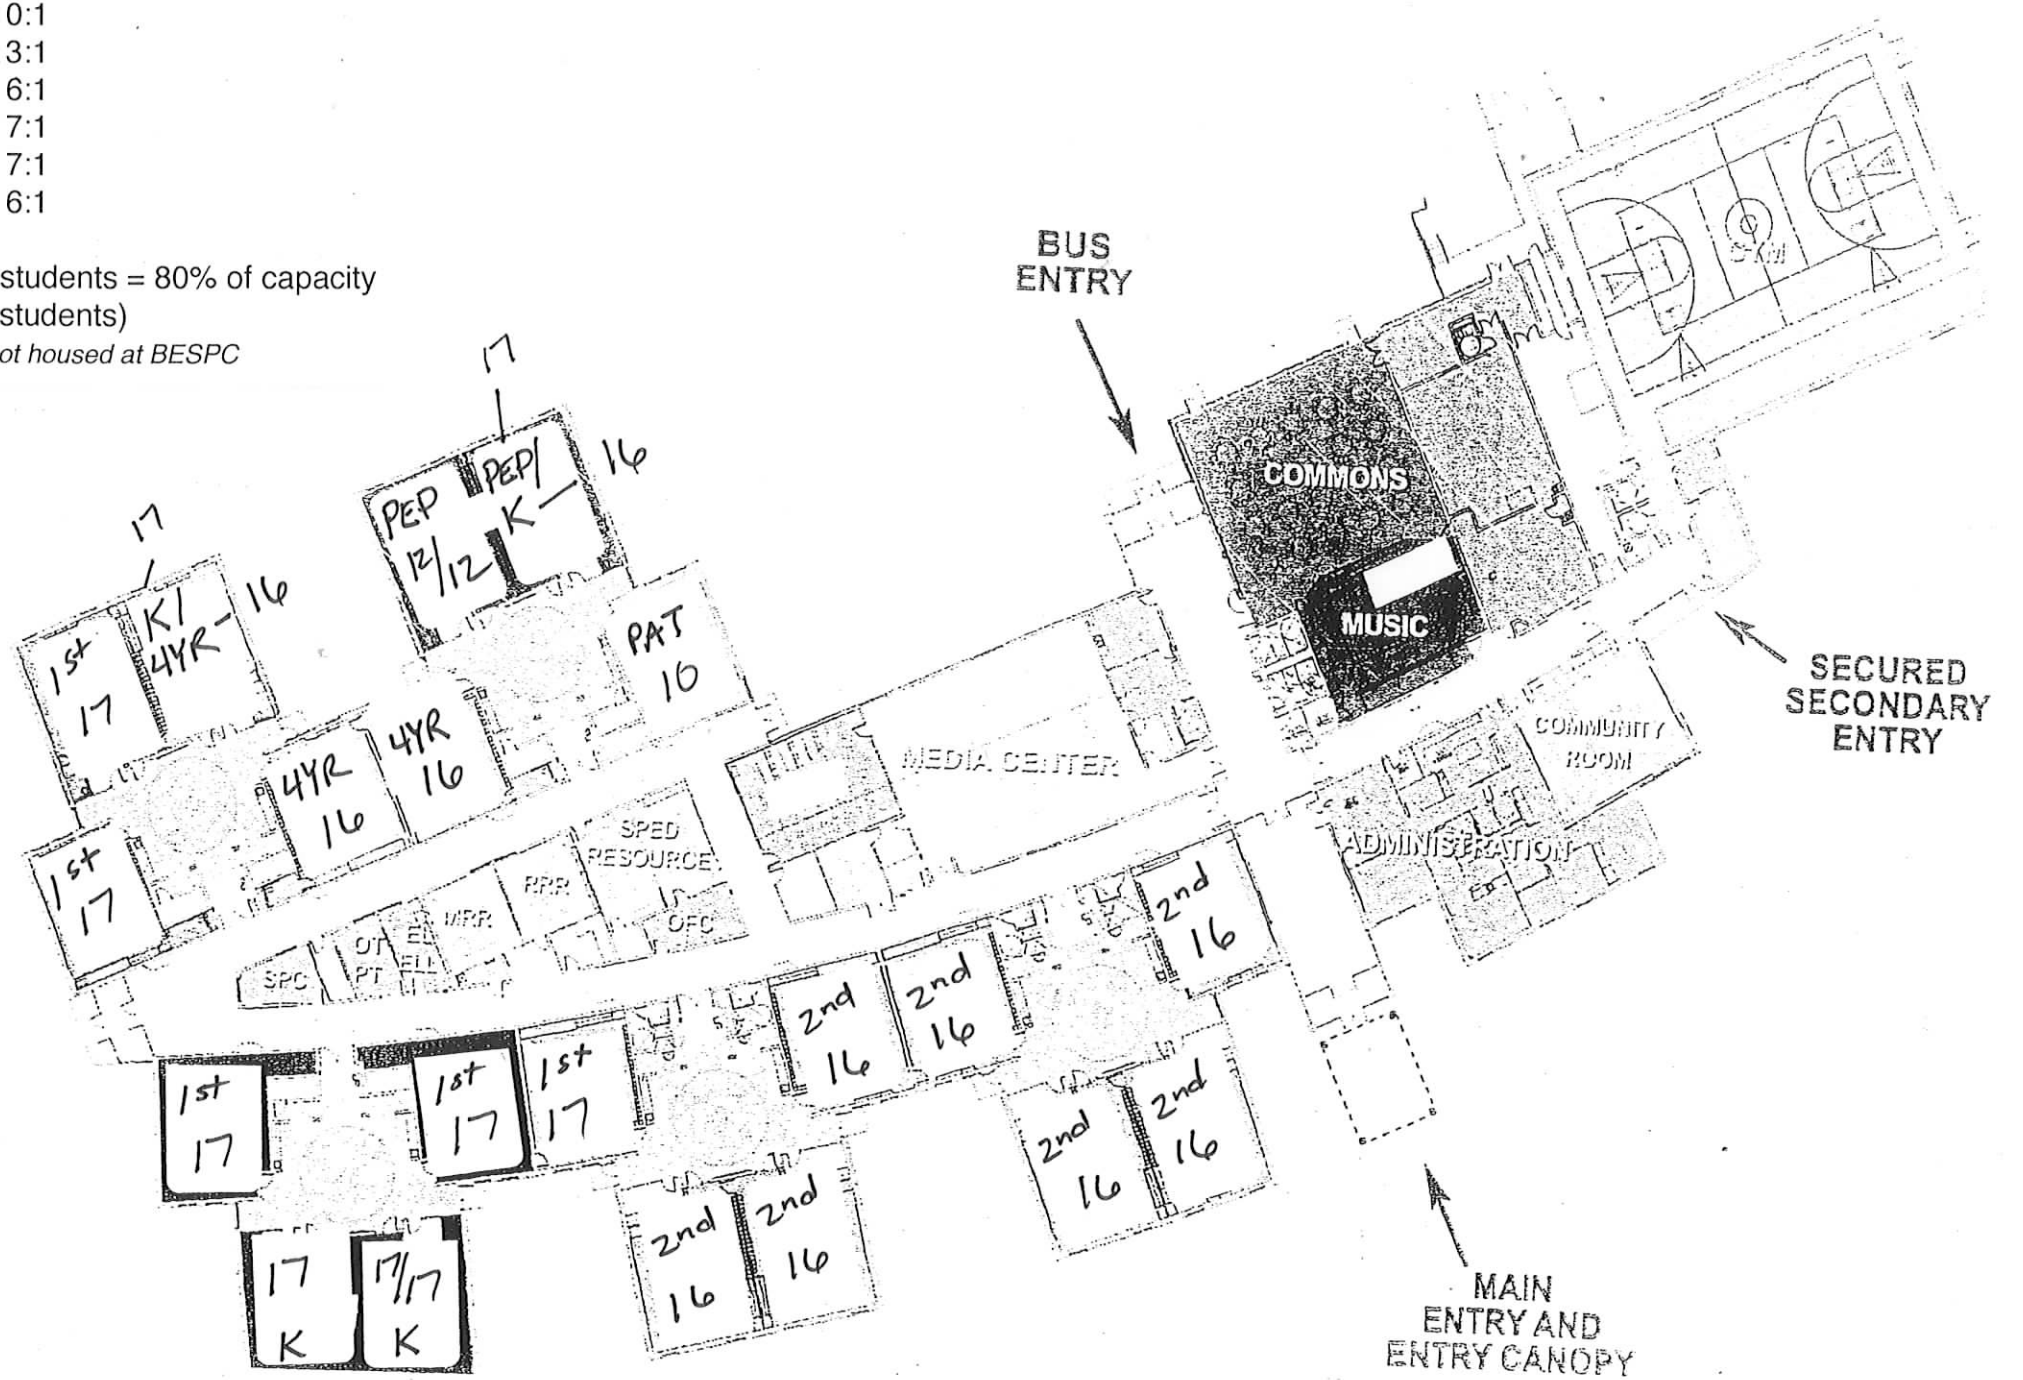 0:1
3:1
6:1
7:1
7:1
6:1
students = 80% of capacity
students)
ot housed at BESPC
BUS
ENTRY
GYM
COMMONS
MUSIC
SECURED
SECONDARY
ENTRY
COMMUNITY
ROOM
ADMINISTRATION
MEDIA CENTER
17
PEP
12/12
PEP/
K – 16
17
K/
4YR – 16
1st
17
PAT
10
4YR
16
4YR
16
1st
17
SPED
RESOURCE
OFC
RRR
MRR
EL
ELL
OT
PT
SPC
2nd
16
2nd
16
2nd
16
1st
17
1st
17
1st
17
2nd
16
2nd
16
2nd
16
2nd
16
17
K
17/17
K
MAIN
ENTRY AND
ENTRY CANOPY